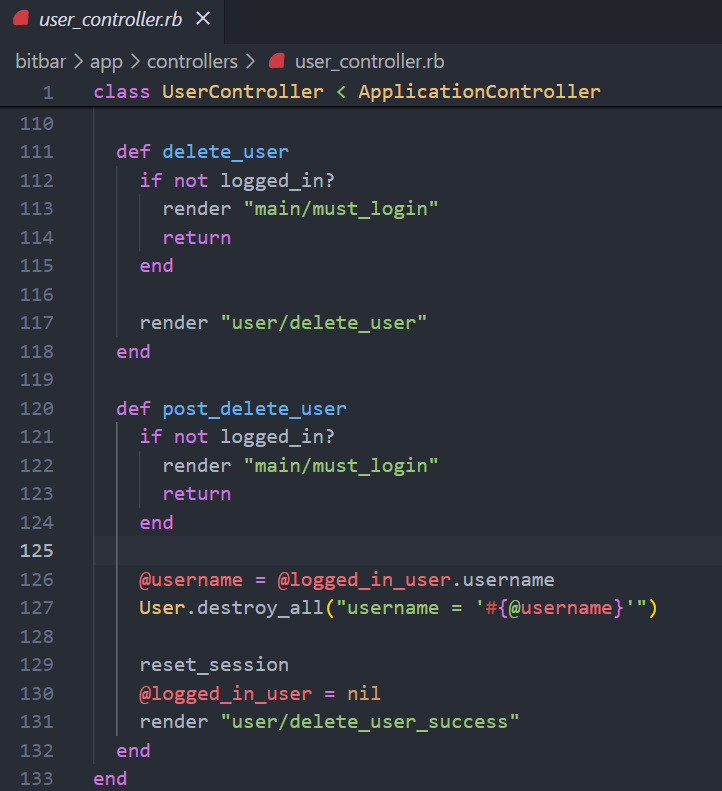 user_controller.rb ×
bitbar > app > controllers > user_controller.rb
1 class UserController < ApplicationController
110
111   def delete_user
112     if not logged_in?
113       render "main/must_login"
114       return
115     end
116
117     render "user/delete_user"
118   end
119
120   def post_delete_user
121     if not logged_in?
122       render "main/must_login"
123       return
124     end
125
126     @username = @logged_in_user.username
127     User.destroy_all("username = '#{@username}'")
128
129     reset_session
130     @logged_in_user = nil
131     render "user/delete_user_success"
132   end
133 end